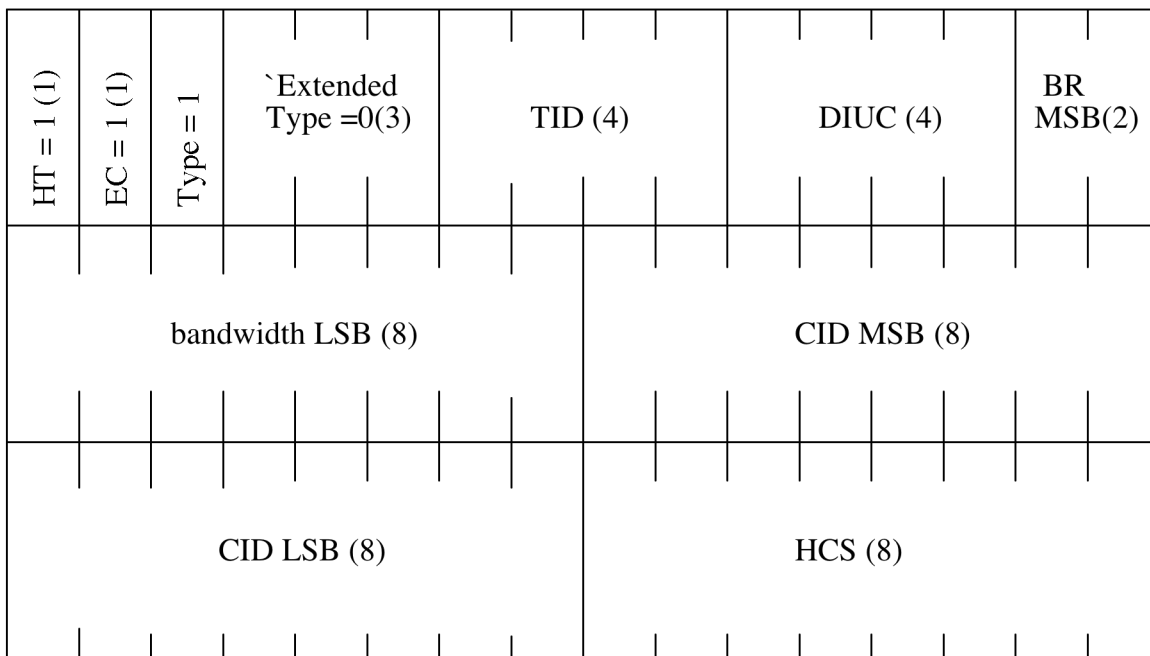 HT = 1 (1)
EC = 1 (1)
Type = 1
`Extended
Type =0(3)
TID (4)
DIUC (4)
BR
MSB(2)
bandwidth LSB (8)
CID MSB (8)
CID LSB (8)
HCS (8)